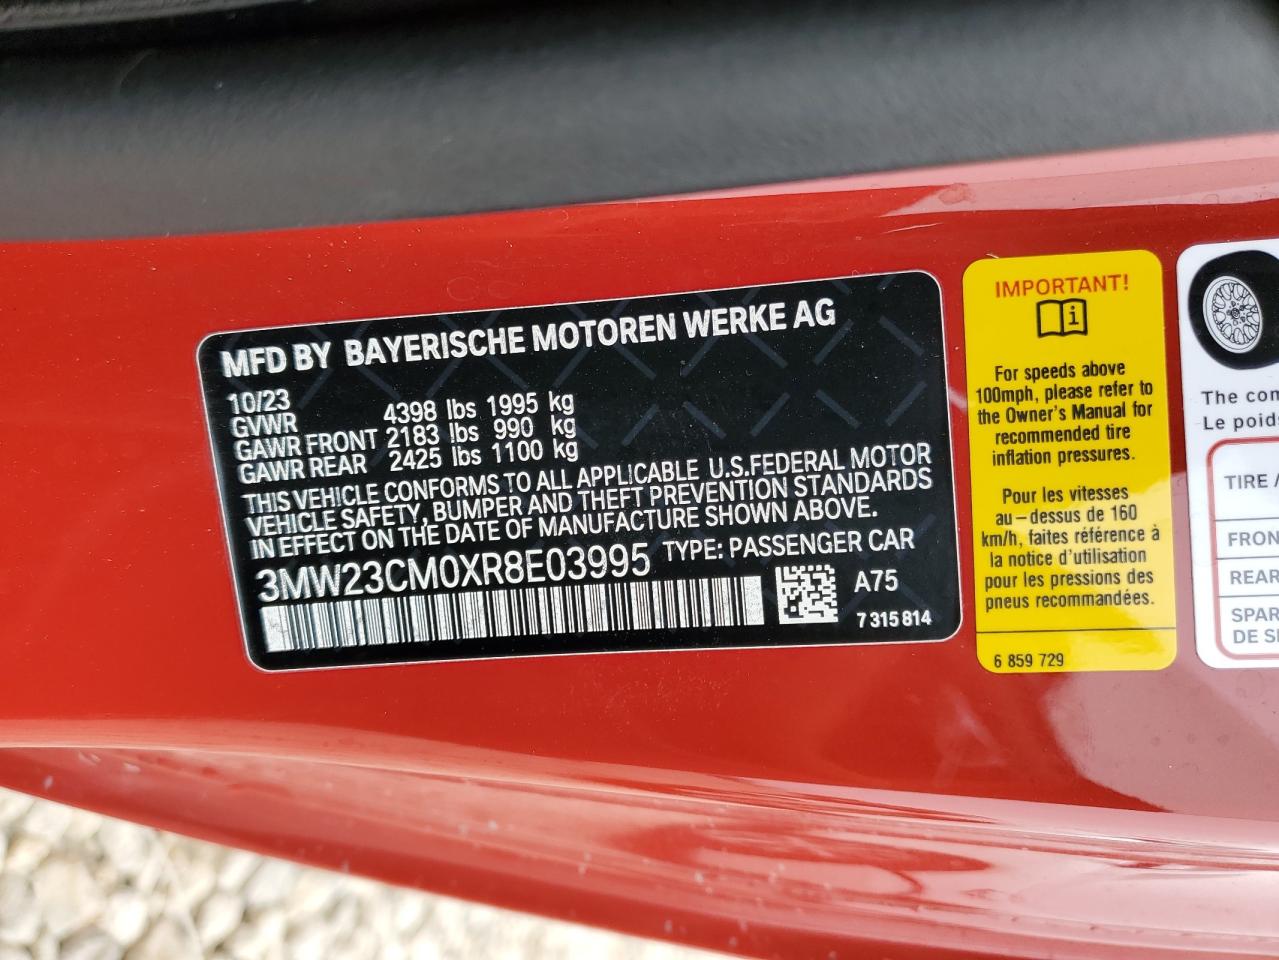 MFD BY BAYERISCHE MOTOREN WERKE AG
10/23
GVWR 4398 lbs 1995 kg
GAWR FRONT 2183 lbs 990 kg
GAWR REAR 2425 lbs 1100 kg
THIS VEHICLE CONFORMS TO ALL APPLICABLE U.S.FEDERAL MOTOR
VEHICLE SAFETY, BUMPER AND THEFT PREVENTION STANDARDS
IN EFFECT ON THE DATE OF MANUFACTURE SHOWN ABOVE.
3MW23CM0XR8E03995 TYPE: PASSENGER CAR
A75
7 315 814
IMPORTANT!
i
For speeds above
100mph, please refer to
the Owner's Manual for
recommended tire
inflation pressures.
Pour les vitesses
au-dessus de 160
km/h, faites référence à
la notice d'utilisation
pour les pressions de
pneus recommandées.
6 859 729
The com
Le poids
TIRE /
FRON
REAR
SPAR
DE S